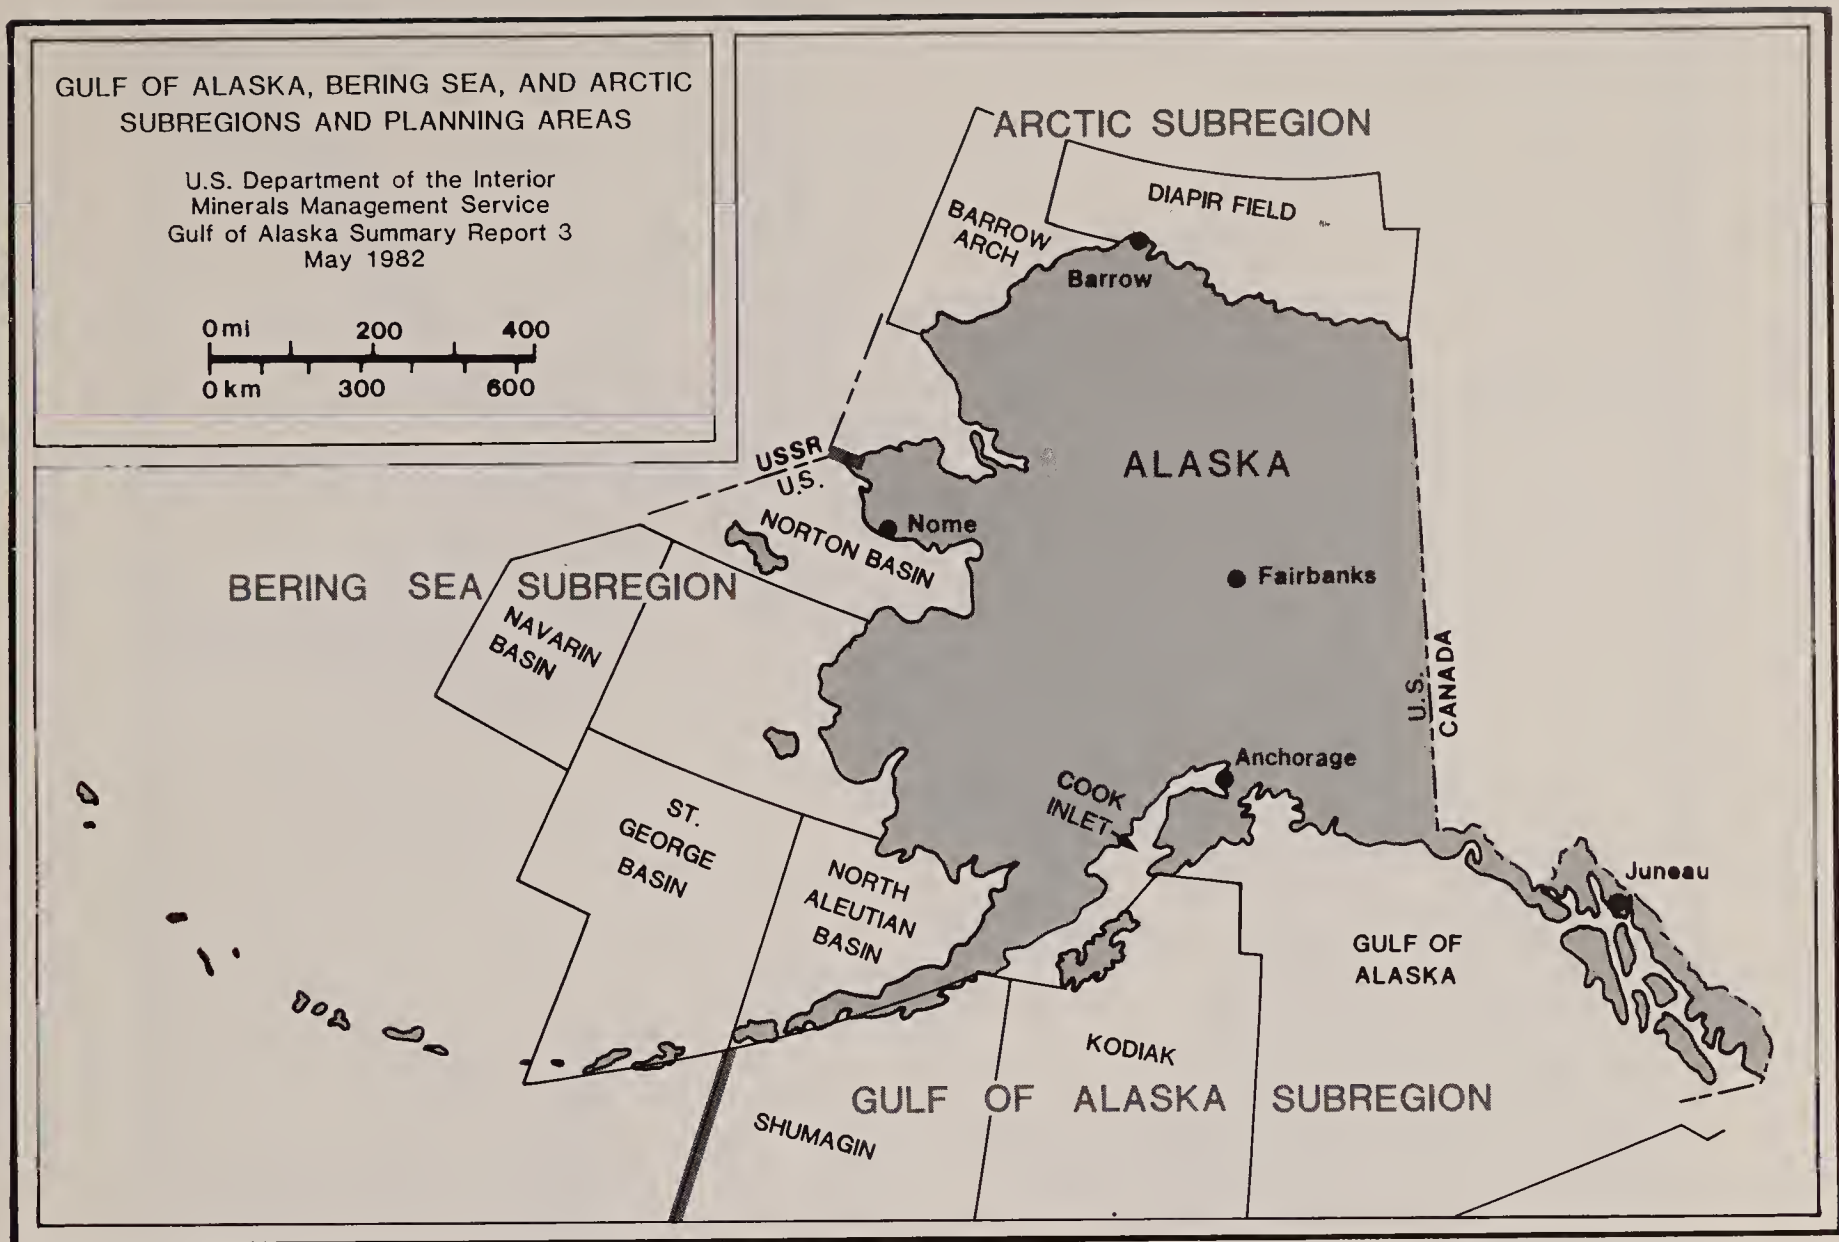 GULF OF ALASKA, BERING SEA, AND ARCTIC
SUBREGIONS AND PLANNING AREAS
U.S. Department of the Interior
Minerals Management Service
Gulf of Alaska Summary Report 3
May 1982
0 mi 200 400
0 km 300 600
ARCTIC SUBREGION
DIAPIR FIELD
BARROW
ARCH
Barrow
USSR
U.S.
ALASKA
Nome
NORTON BASIN
Fairbanks
BERING SEA SUBREGION
NAVARIN
BASIN
U.S.
CANADA
Anchorage
COOK
INLET
ST.
GEORGE
BASIN
NORTH
ALEUTIAN
BASIN
Juneau
GULF OF
ALASKA
KODIAK
GULF OF ALASKA SUBREGION
SHUMAGIN